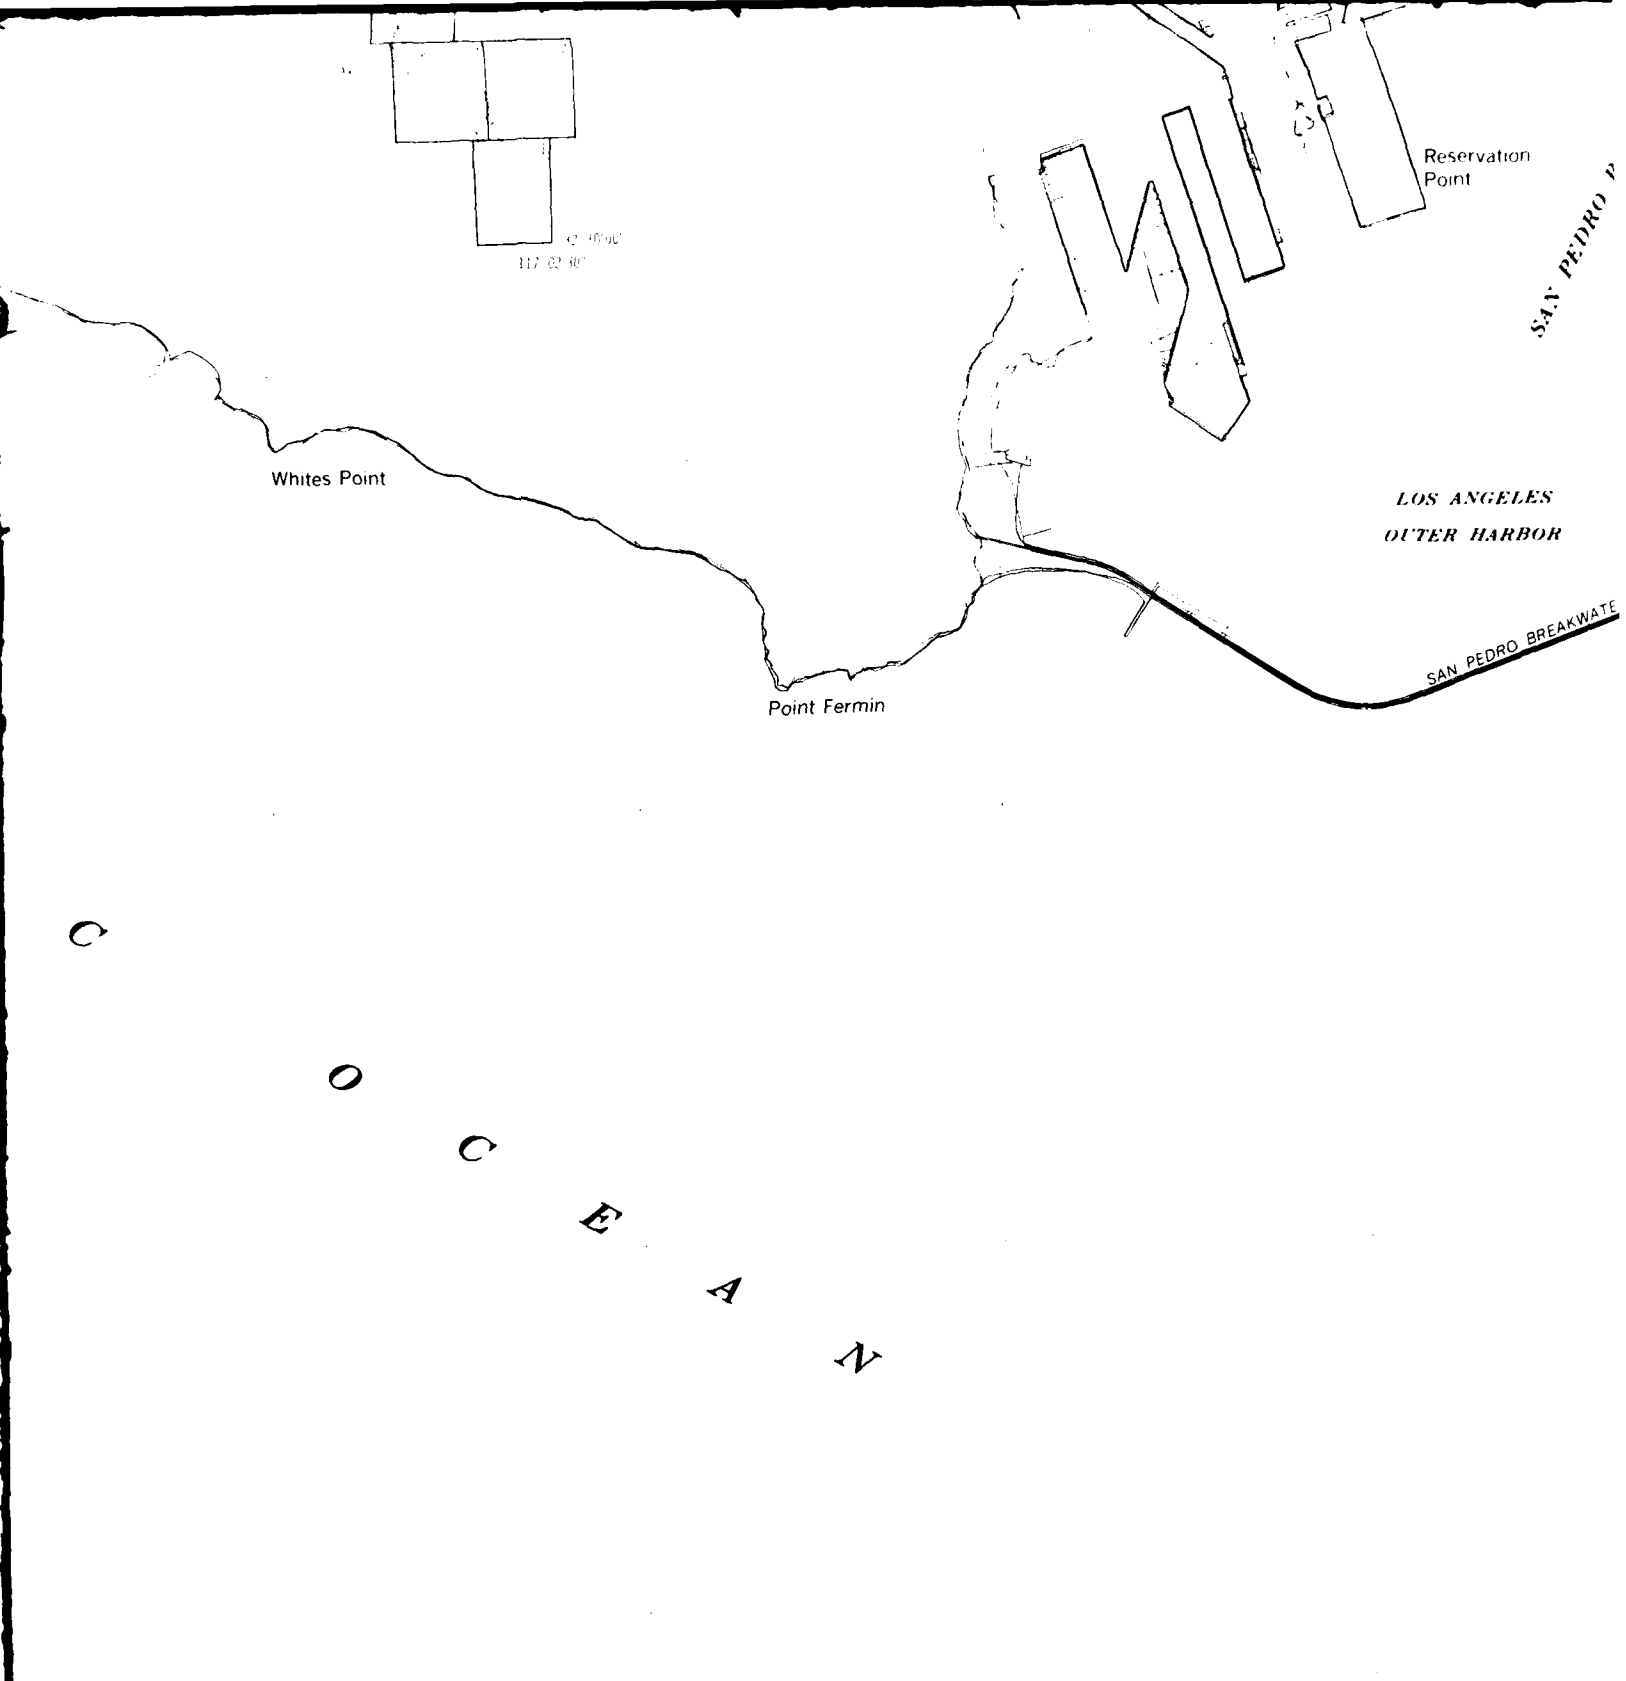 Reservation
Point
SAN PEDRO
Whites Point
LOS ANGELES
OUTER HARBOR
SAN PEDRO BREAKWATE
Point Fermin
C
O C E A N